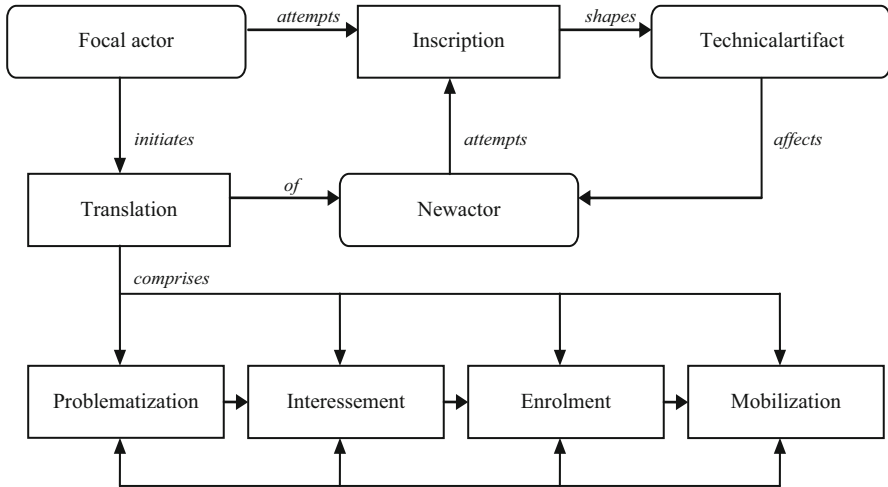 Focal actor
attempts
Inscription
shapes
Technicalartifact
initiates
attempts
affects
Translation
of
Newactor
comprises
Problematization
Interessement
Enrolment
Mobilization